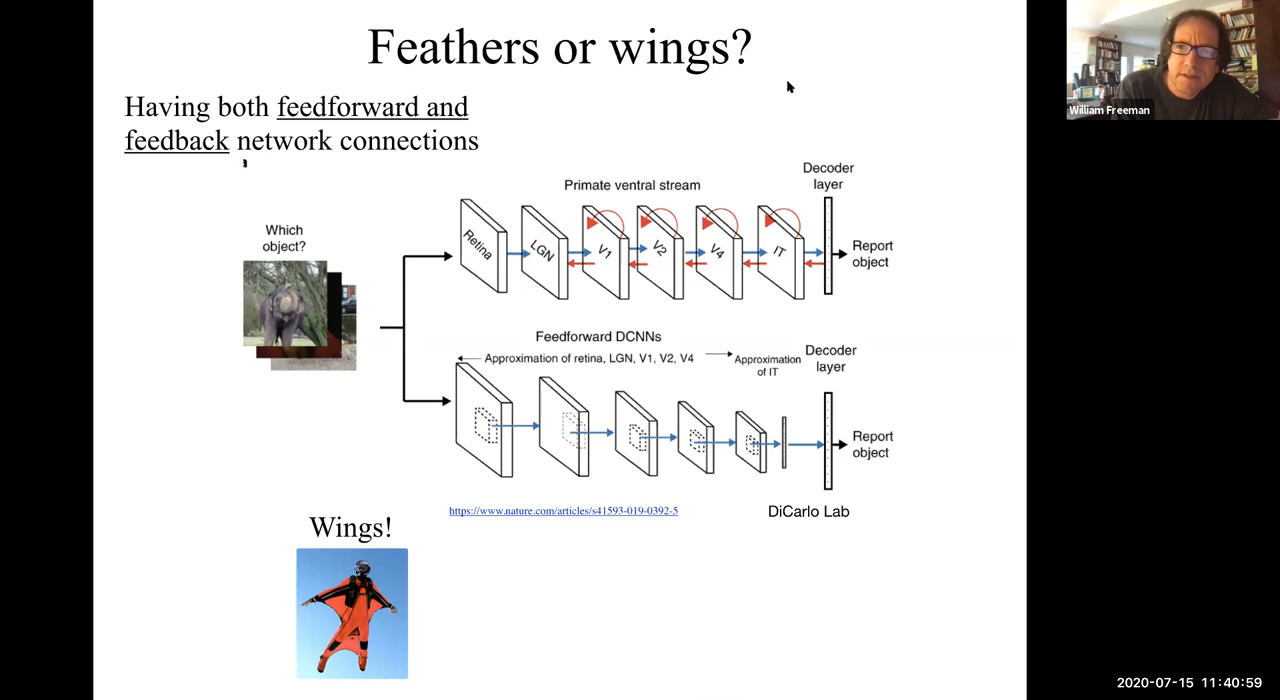 Feathers or wings?
Having both feedforward and
feedback network connections
Which
object?
Primate ventral stream
Decoder
layer
Retina
LGN
V1
V2
V4
IT
Report
object
Feedforward DCNNs
Approximation of retina, LGN, V1, V2, V4
Approximation
of IT
Decoder
layer
Report
object
https://www.nature.com/articles/s41593-019-0392-5
DiCarlo Lab
Wings!
William Freeman
2020-07-15 11:40:59